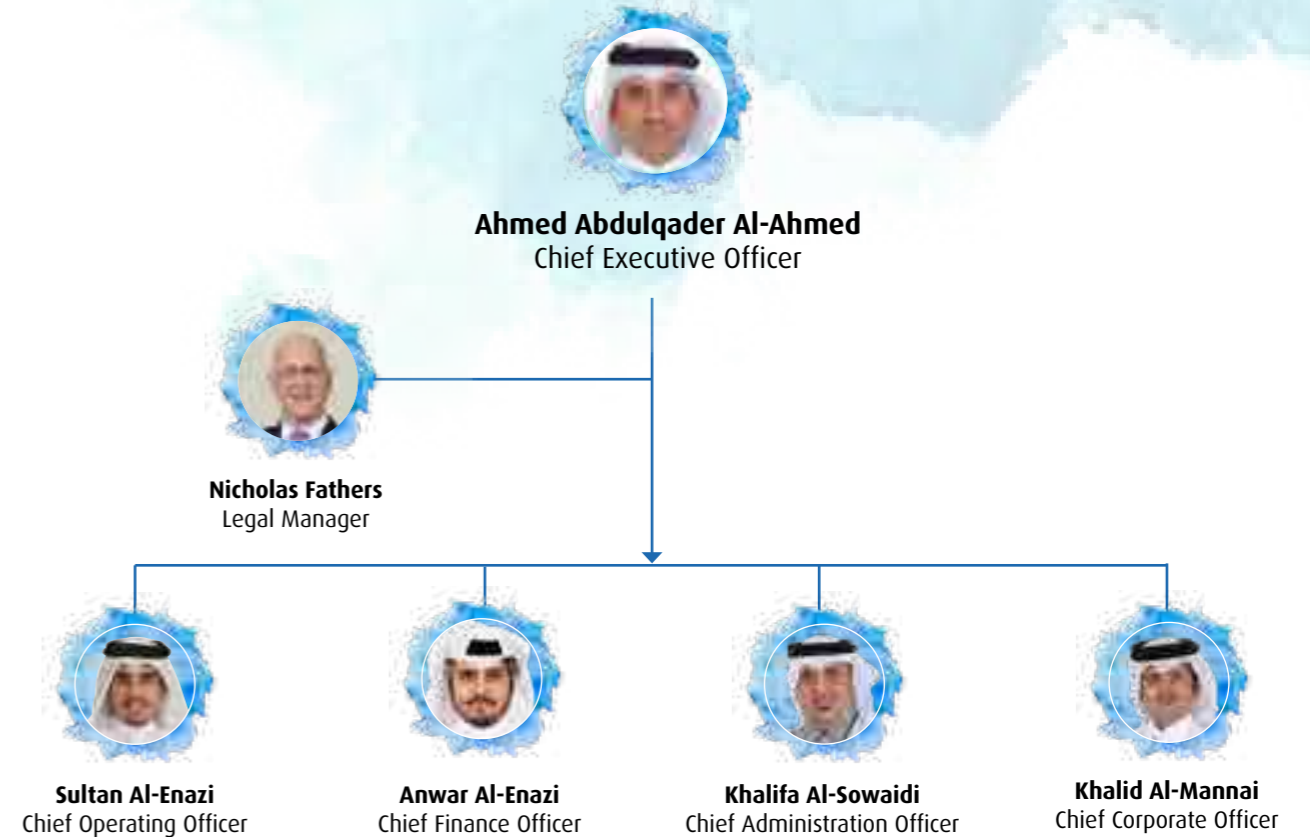 Ahmed Abdulqader Al-Ahmed
Chief Executive Officer
Nicholas Fathers
Legal Manager
Sultan Al-Enazi
Chief Operating Officer
Anwar Al-Enazi
Chief Finance Officer
Khalifa Al-Sowaidi
Chief Administration Officer
Khalid Al-Mannai
Chief Corporate Officer